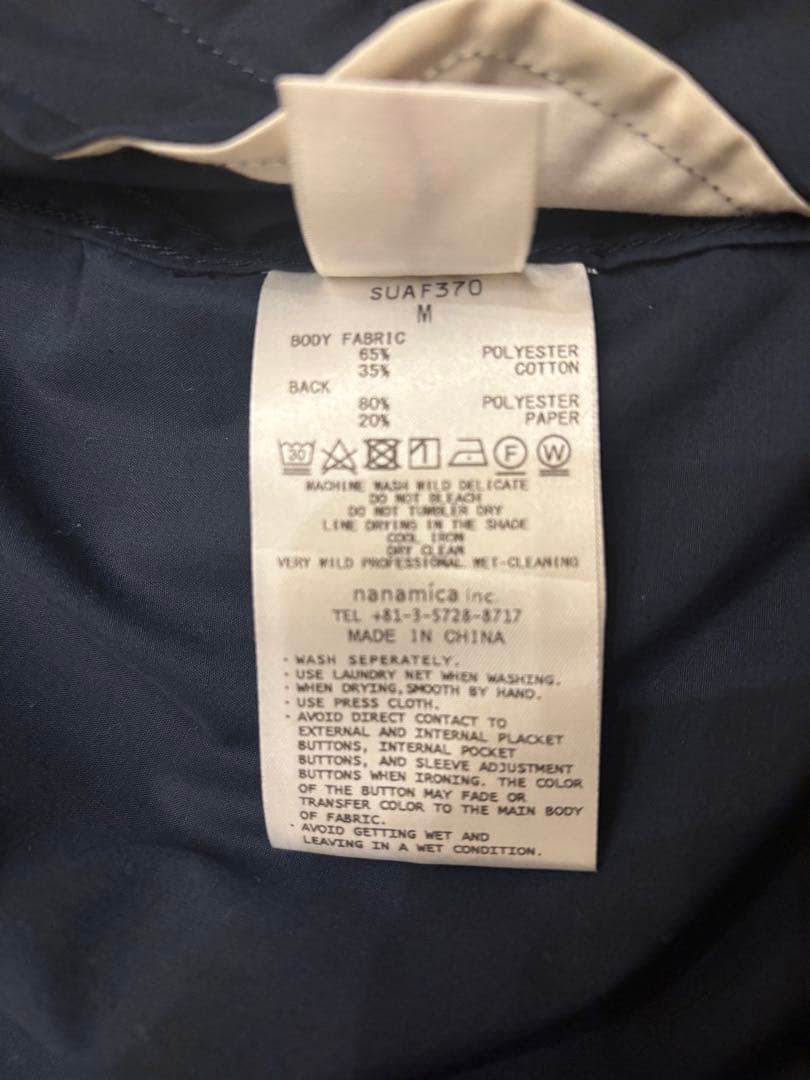 SUAF370
M
BODY FABRIC
65% POLYESTER
35% COTTON
BACK
80% POLYESTER
20% PAPER
30 1 F W
MACHINE WASH MILD DELICATE
DO NOT BLEACH
DO NOT TUMBLER DRY
LINE DRYING IN THE SHADE
COOL IRON
DRY CLEAN
VERY MILD PROFESSIONAL WET-CLEANING
nanamica inc.
TEL +81-3-5728-8717
MADE IN CHINA
· WASH SEPERATELY.
· USE LAUNDRY NET WHEN WASHING.
· WHEN DRYING, SMOOTH BY HAND.
· USE PRESS CLOTH.
· AVOID DIRECT CONTACT TO
EXTERNAL AND INTERNAL PLACKET
BUTTONS, INTERNAL POCKET
BUTTONS, AND SLEEVE ADJUSTMENT
BUTTONS WHEN IRONING. THE COLOR
OF THE BUTTON MAY FADE OR
TRANSFER COLOR TO THE MAIN BODY
OF FABRIC.
· AVOID GETTING WET AND
LEAVING IN A WET CONDITION.